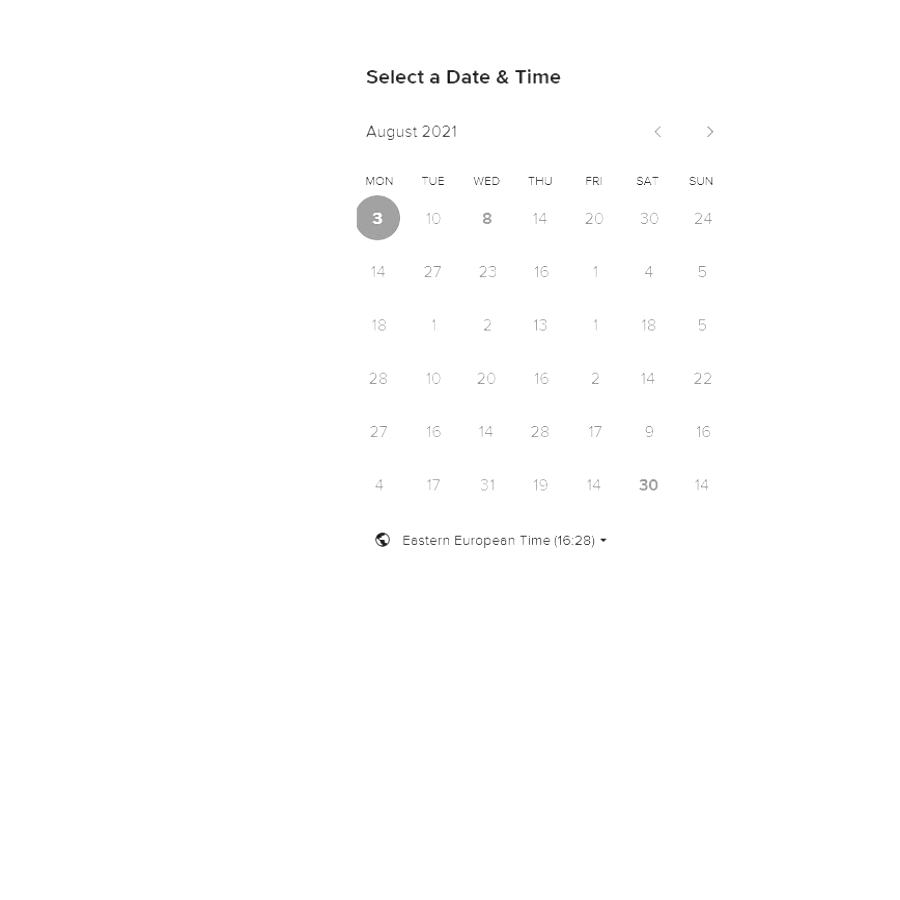 Select a Date & Time
August 2021
MON TUE WED THU FRI SAT SUN
3 10 8 14 20 30 24
14 27 23 16 1 4 5
18 1 2 13 1 18 5
28 10 20 16 2 14 22
27 16 14 28 17 9 16
4 17 31 19 14 30 14
Eastern European Time (16:28)